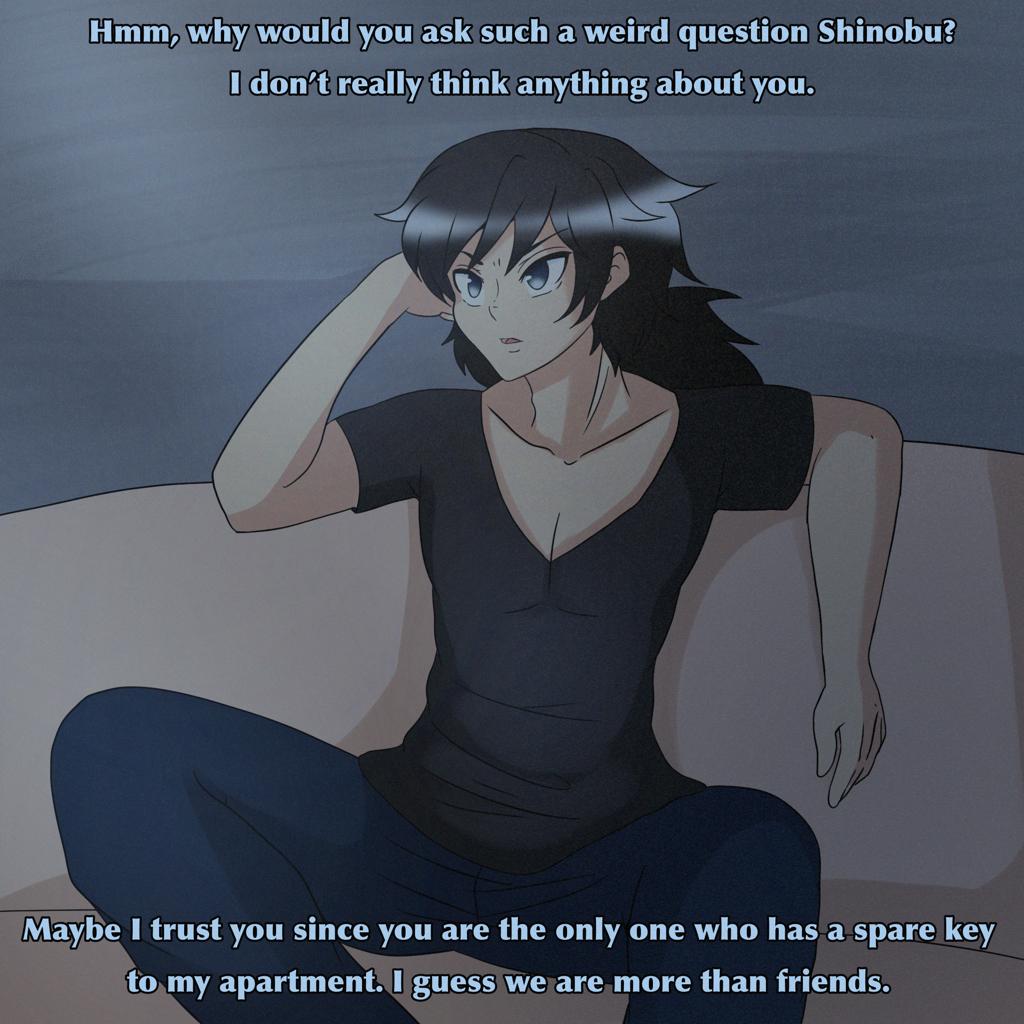 Hmm, why would you ask such a weird question Shinobu?
I don't really think anything about you.
Maybe I trust you since you are the only one who has a spare key
to my apartment. I guess we are more than friends.